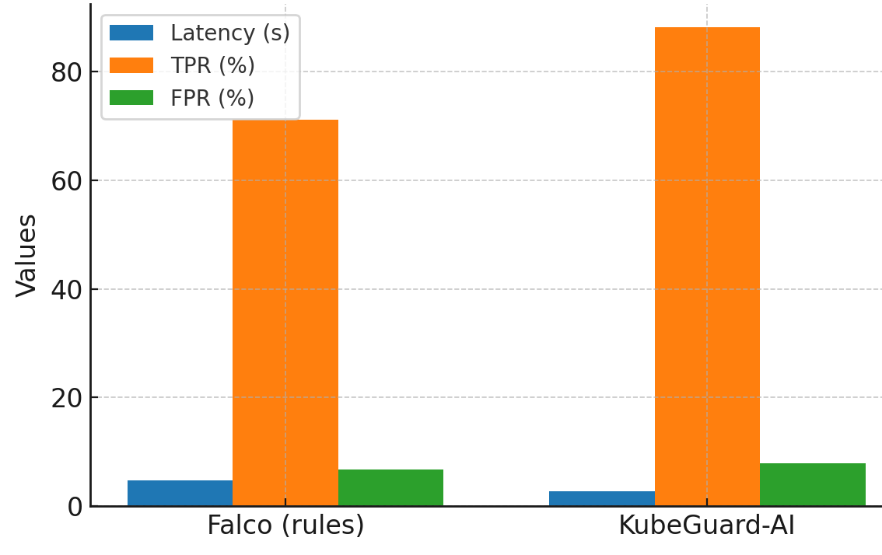 Latency (s)
TPR (%)
FPR (%)
80
60
40
20
0
Values
Falco (rules)
KubeGuard-AI